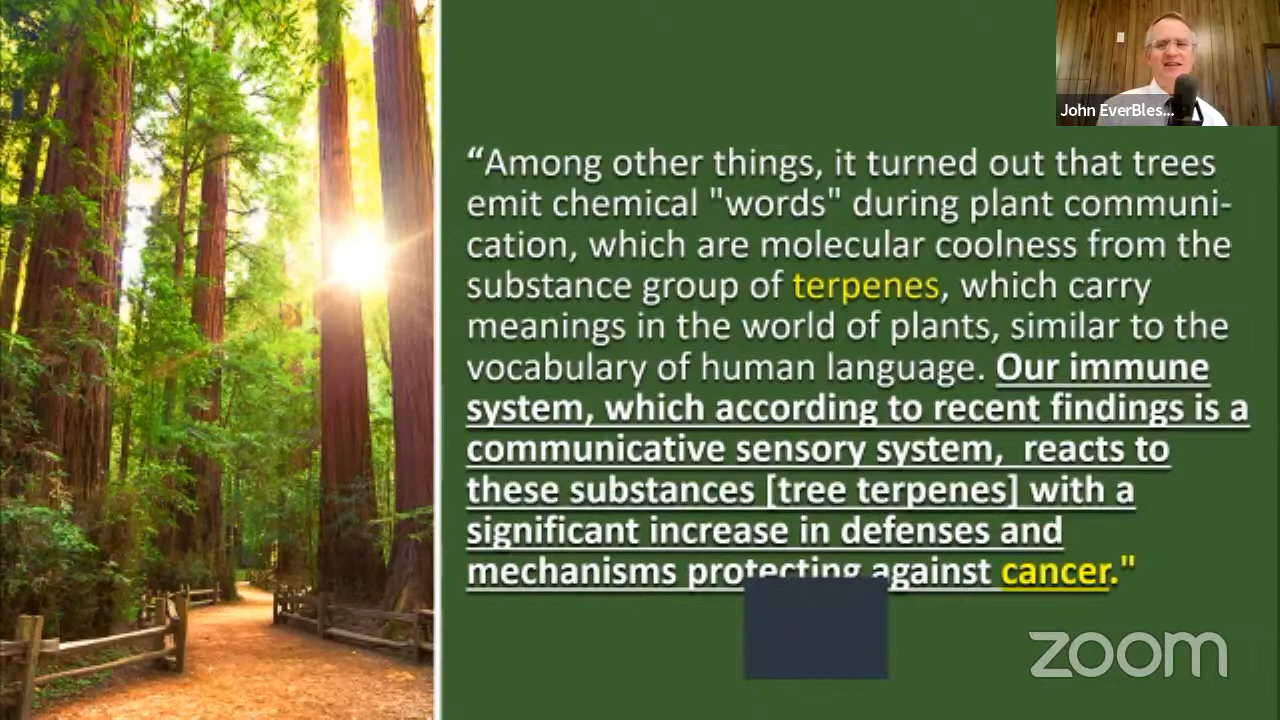 John EverBles...
“Among other things, it turned out that trees
emit chemical "words" during plant communi-
cation, which are molecular coolness from the
substance group of terpenes, which carry
meanings in the world of plants, similar to the
vocabulary of human language. Our immune
system, which according to recent findings is a
communicative sensory system,  reacts to
these substances [tree terpenes] with a
significant increase in defenses and
mechanisms protecting against cancer."
zoom